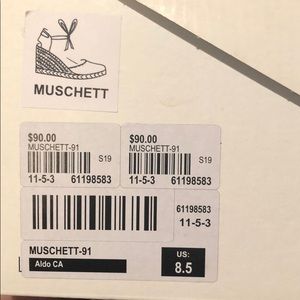 MUSCHETT
$90.00
MUSCHETT-91
S19
11-5-3 61198583
$90.00
MUSCHETT-91
S19
11-5-3 61198583
61198583
11-5-3
MUSCHETT-91
Aldo CA
US:
8.5